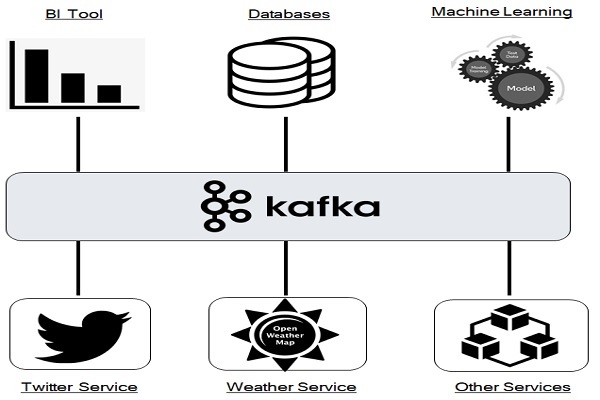 BI Tool
Databases
Machine Learning
Test
Data
Model
Training
Model
kafka
Open
Weather
Map
Twitter Service
Weather Service
Other Services